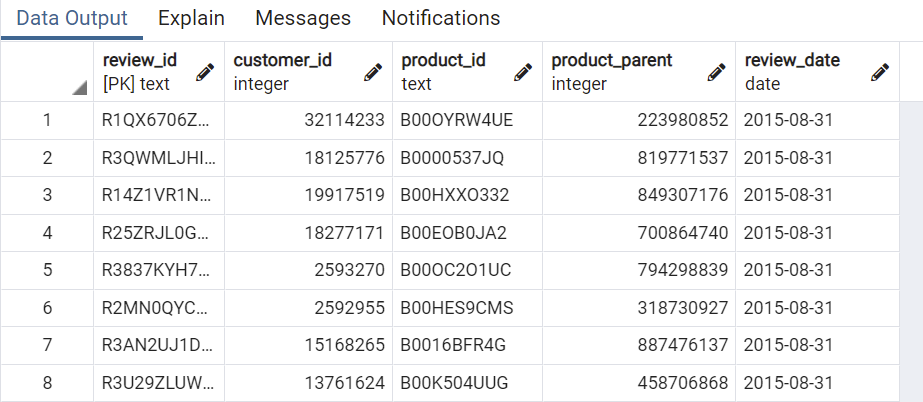 Data Output Explain Messages Notifications
review_id customer_id product_id product_parent review_date
[PK] text integer text integer date
1 R1QX6706Z... 32114233 B00OYRW4UE 223980852 2015-08-31
2 R3QWMLJHI... 18125776 B0000537JQ 819771537 2015-08-31
3 R14Z1VR1N... 19917519 B00HXXO332 849307176 2015-08-31
4 R25ZRJL0G... 18277171 B00EOB0JA2 700864740 2015-08-31
5 R3837KYH7... 2593270 B00OC2O1UC 794298839 2015-08-31
6 R2MN0QYC... 2592955 B00HES9CMS 318730927 2015-08-31
7 R3AN2UJ1D... 15168265 B0016BFR4G 887476137 2015-08-31
8 R3U29ZLUW... 13761624 B00K504UUG 458706868 2015-08-31